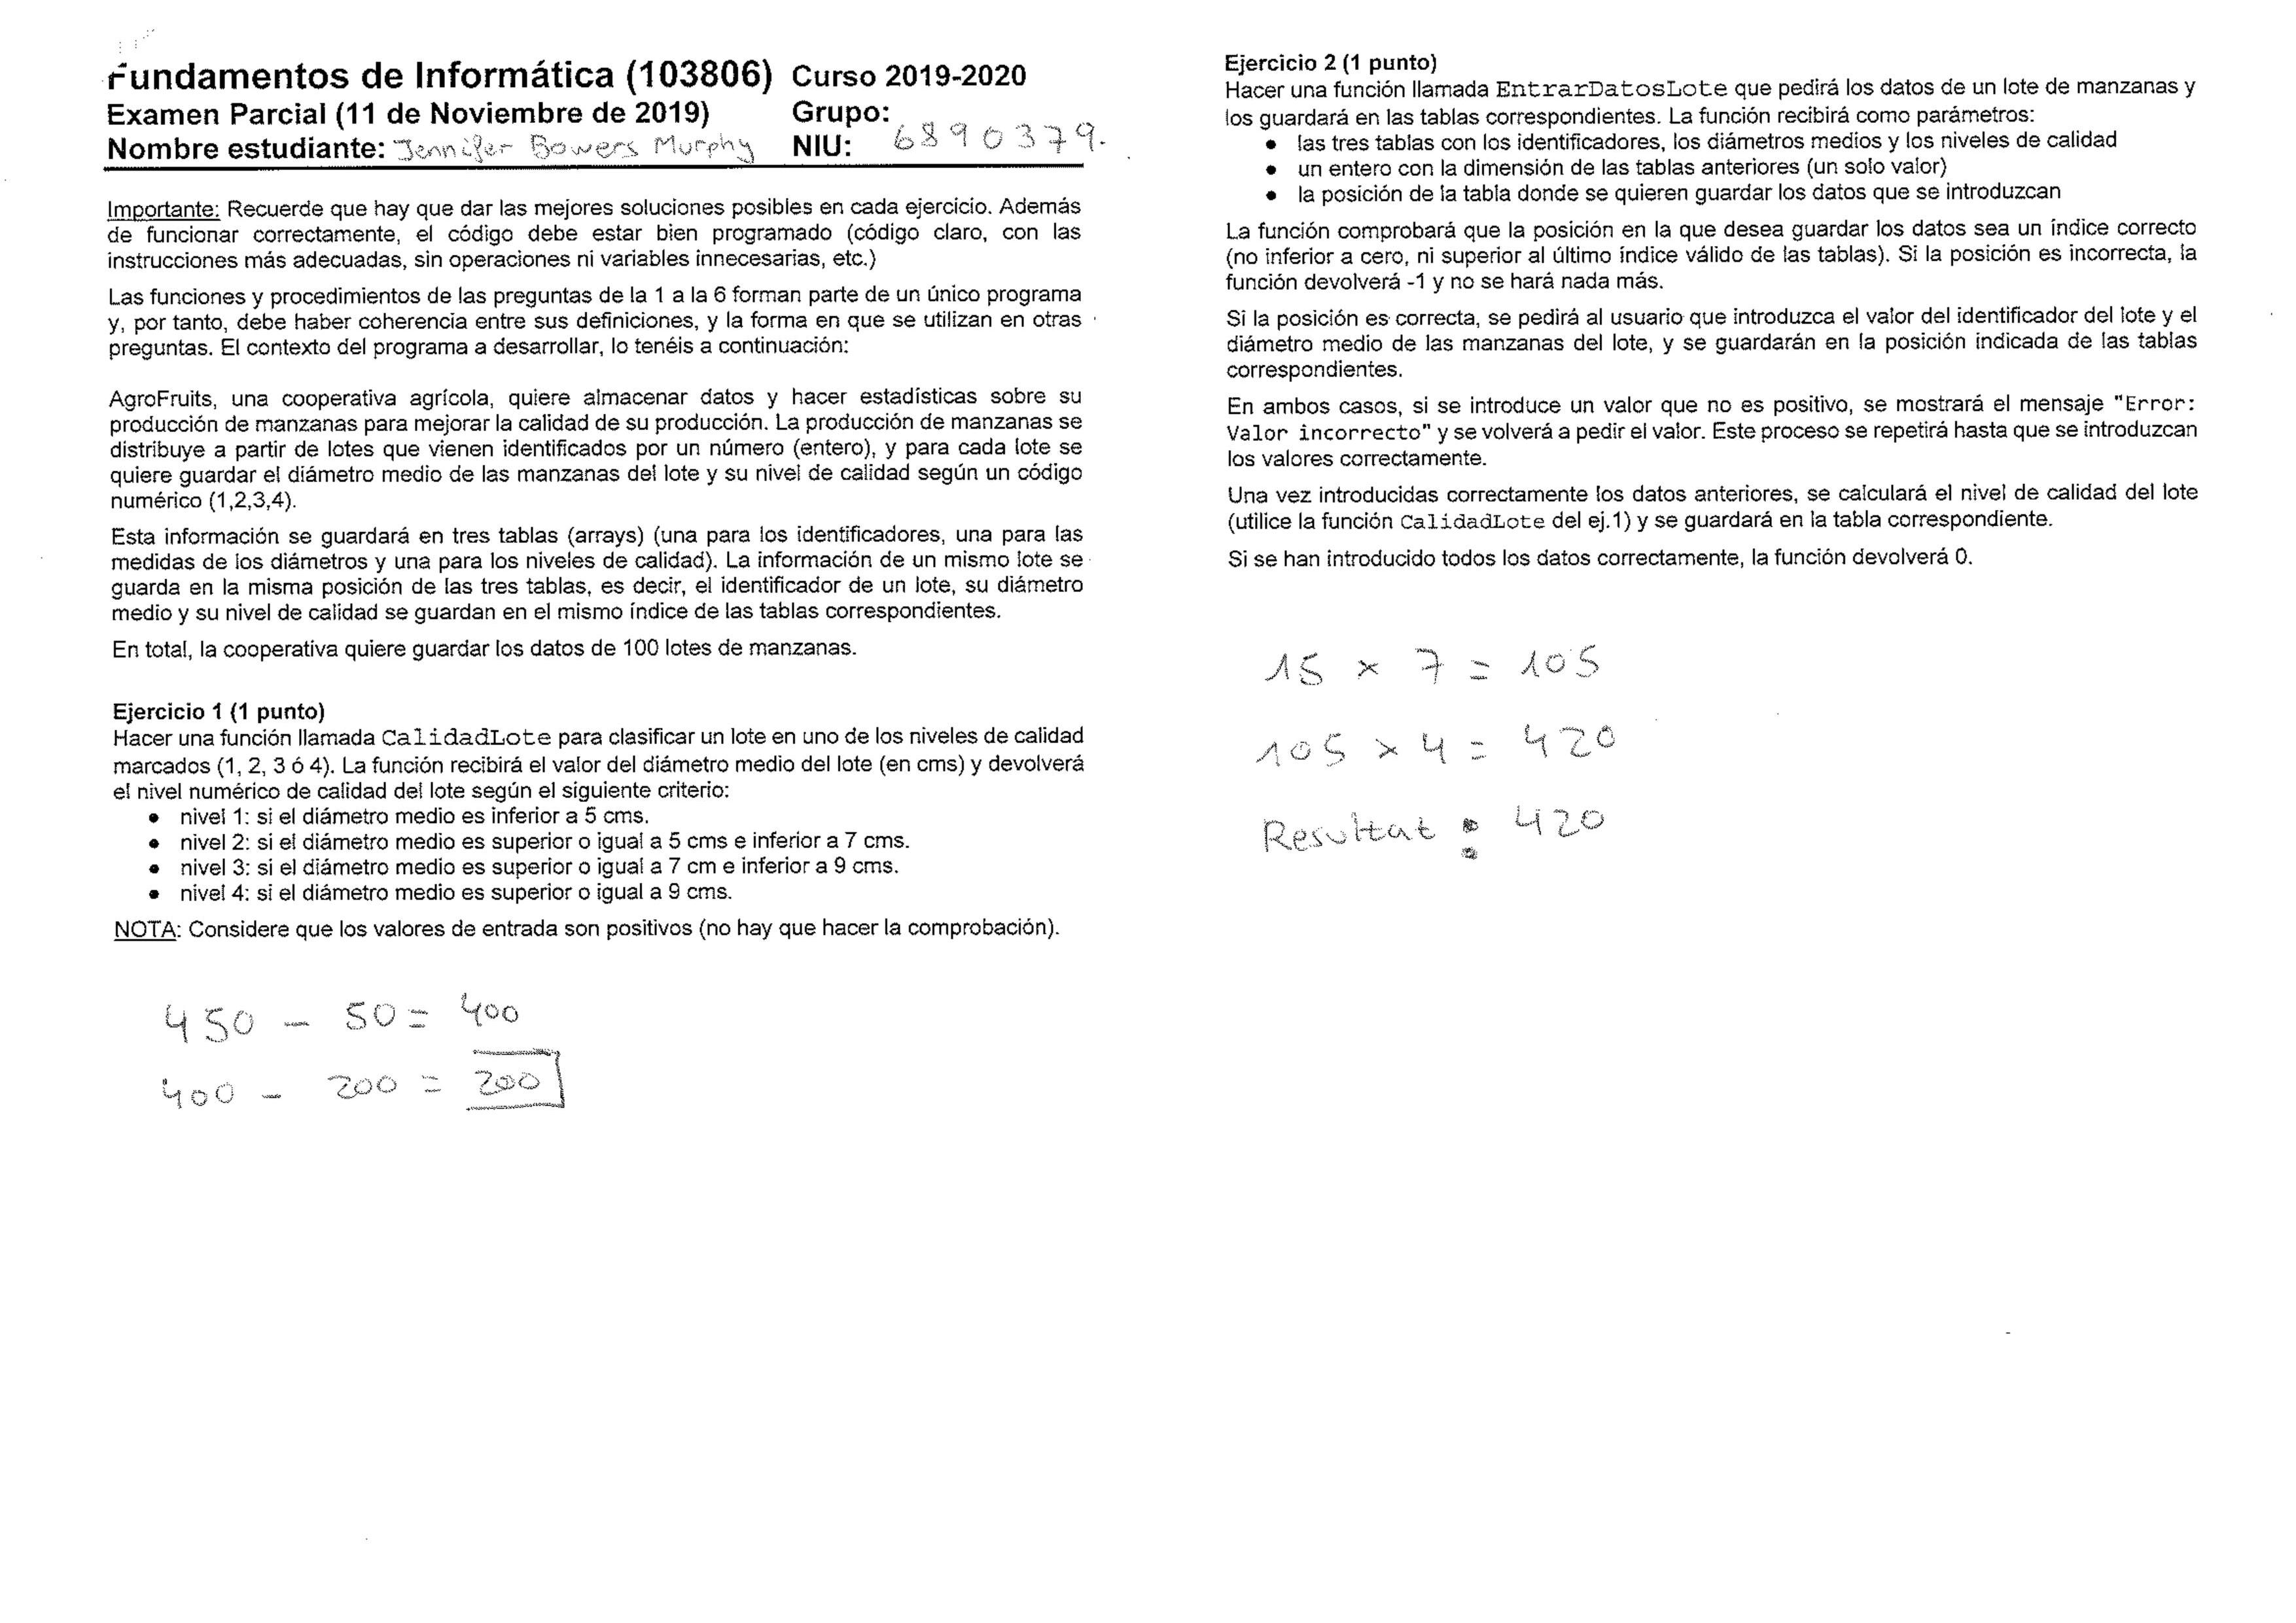 Fundamentos de Informática (103806) Curso 2019-2020
Examen Parcial (11 de Noviembre de 2019) Grupo:
Nombre estudiante: Jennifer Bowers Murphy NIU: 6890379.
Importante: Recuerde que hay que dar las mejores soluciones posibles en cada ejercicio. Además
de funcionar correctamente, el código debe estar bien programado (código claro, con las
instrucciones más adecuadas, sin operaciones ni variables innecesarias, etc.)
Las funciones y procedimientos de las preguntas de la 1 a la 6 forman parte de un único programa
y, por tanto, debe haber coherencia entre sus definiciones, y la forma en que se utilizan en otras
preguntas. El contexto del programa a desarrollar, lo tenéis a continuación:
AgroFruits, una cooperativa agrícola, quiere almacenar datos y hacer estadísticas sobre su
producción de manzanas para mejorar la calidad de su producción. La producción de manzanas se
distribuye a partir de lotes que vienen identificados por un número (entero), y para cada lote se
quiere guardar el diámetro medio de las manzanas del lote y su nivel de calidad según un código
numérico (1,2,3,4).
Esta información se guardará en tres tablas (arrays) (una para los identificadores, una para las
medidas de los diámetros y una para los niveles de calidad). La información de un mismo lote se
guarda en la misma posición de las tres tablas, es decir, el identificador de un lote, su diámetro
medio y su nivel de calidad se guardan en el mismo índice de las tablas correspondientes.
En total, la cooperativa quiere guardar los datos de 100 lotes de manzanas.
Ejercicio 1 (1 punto)
Hacer una función llamada CalidadLote para clasificar un lote en uno de los niveles de calidad
marcados (1, 2, 3 ó 4). La función recibirá el valor del diámetro medio del lote (en cms) y devolverá
el nivel numérico de calidad del lote según el siguiente criterio:
• nivel 1: si el diámetro medio es inferior a 5 cms.
• nivel 2: si el diámetro medio es superior o igual a 5 cms e inferior a 7 cms.
• nivel 3: si el diámetro medio es superior o igual a 7 cm e inferior a 9 cms.
• nivel 4: si el diámetro medio es superior o igual a 9 cms.
NOTA: Considere que los valores de entrada son positivos (no hay que hacer la comprobación).
450 - 50 = 400
400 - 200 = 200
Ejercicio 2 (1 punto)
Hacer una función llamada EntrarDatosLote que pedirá los datos de un lote de manzanas y
los guardará en las tablas correspondientes. La función recibirá como parámetros:
• las tres tablas con los identificadores, los diámetros medios y los niveles de calidad
• un entero con la dimensión de las tablas anteriores (un solo valor)
• la posición de la tabla donde se quieren guardar los datos que se introduzcan
La función comprobará que la posición en la que desea guardar los datos sea un índice correcto
(no inferior a cero, ni superior al último índice válido de las tablas). Si la posición es incorrecta, la
función devolverá -1 y no se hará nada más.
Si la posición es correcta, se pedirá al usuario que introduzca el valor del identificador del lote y el
diámetro medio de las manzanas del lote, y se guardarán en la posición indicada de las tablas
correspondientes.
En ambos casos, si se introduce un valor que no es positivo, se mostrará el mensaje "Error:
Valor incorrecto" y se volverá a pedir el valor. Este proceso se repetirá hasta que se introduzcan
los valores correctamente.
Una vez introducidas correctamente los datos anteriores, se calculará el nivel de calidad del lote
(utilice la función CalidadLote del ej.1) y se guardará en la tabla correspondiente.
Si se han introducido todos los datos correctamente, la función devolverá 0.
15 x 7 = 105
105 x 4 = 420
Resultat : 420